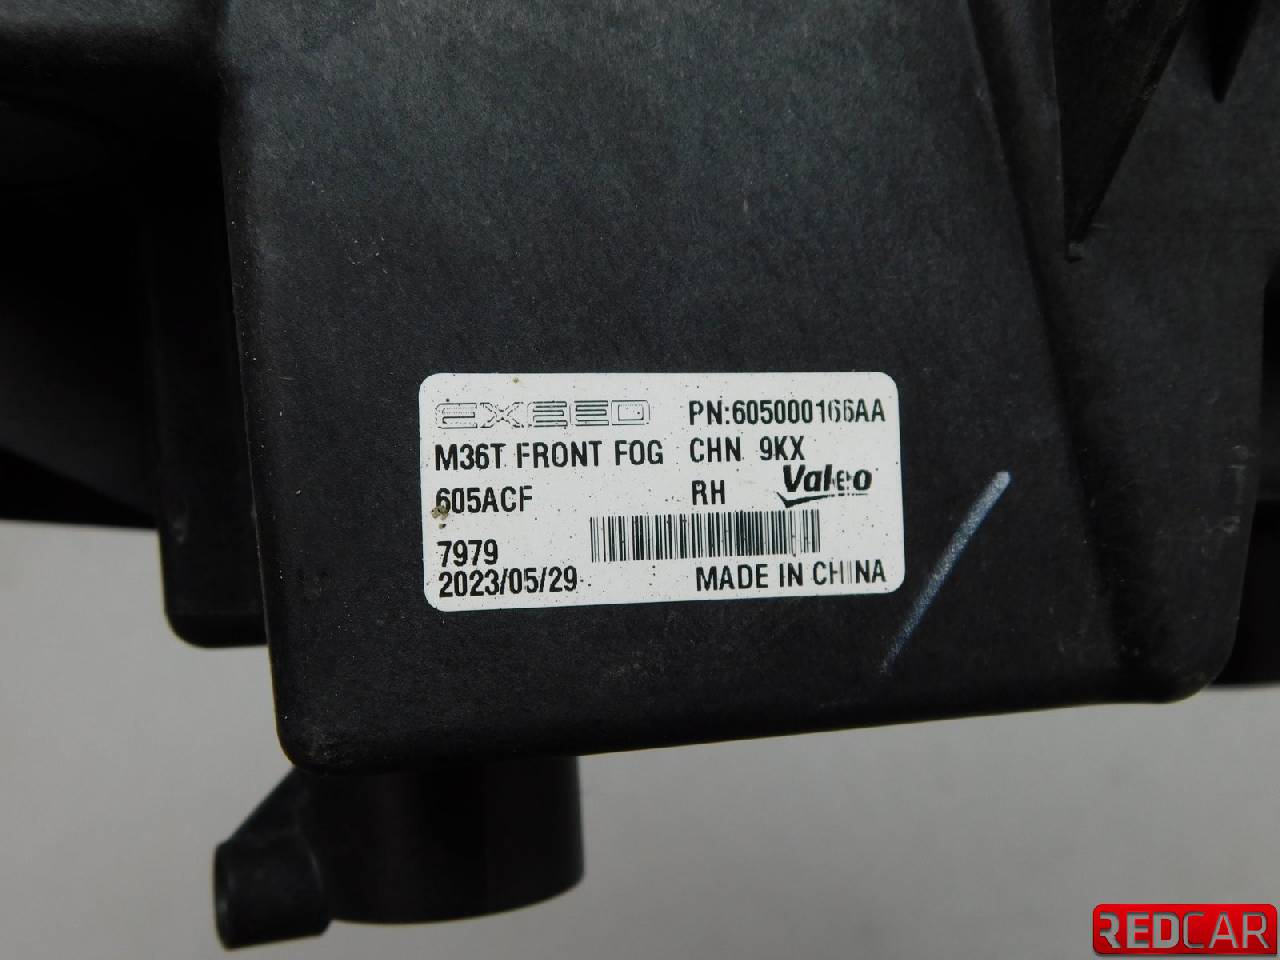 EXEED PN:605000166AA
M36T FRONT FOG CHN 9KX
605ACF RH Valeo
7979
2023/05/29 MADE IN CHINA
REDCAR